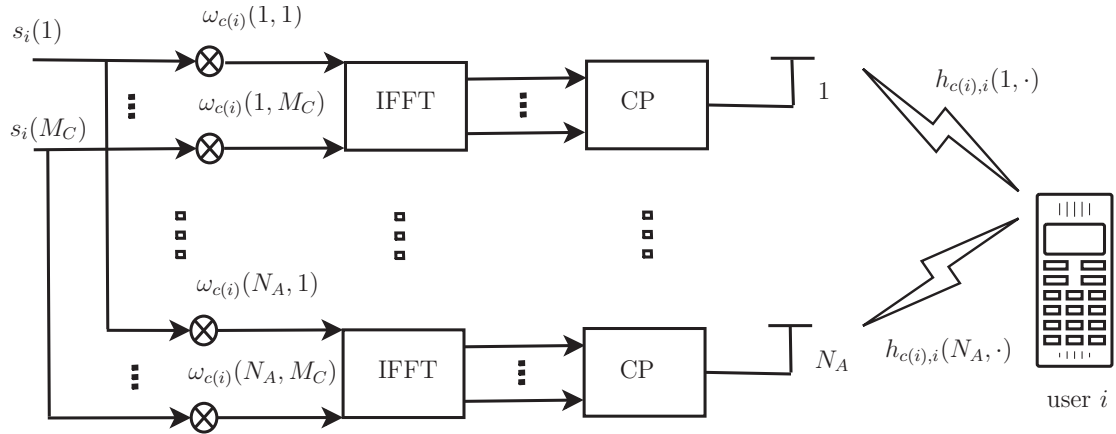 s_i(1)
ω_{c(i)}(1, 1)
ω_{c(i)}(1, M_C)
s_i(M_C)
IFFT
CP
1
h_{c(i),i}(1, ·)
ω_{c(i)}(N_A, 1)
ω_{c(i)}(N_A, M_C)
IFFT
CP
N_A
h_{c(i),i}(N_A, ·)
user i